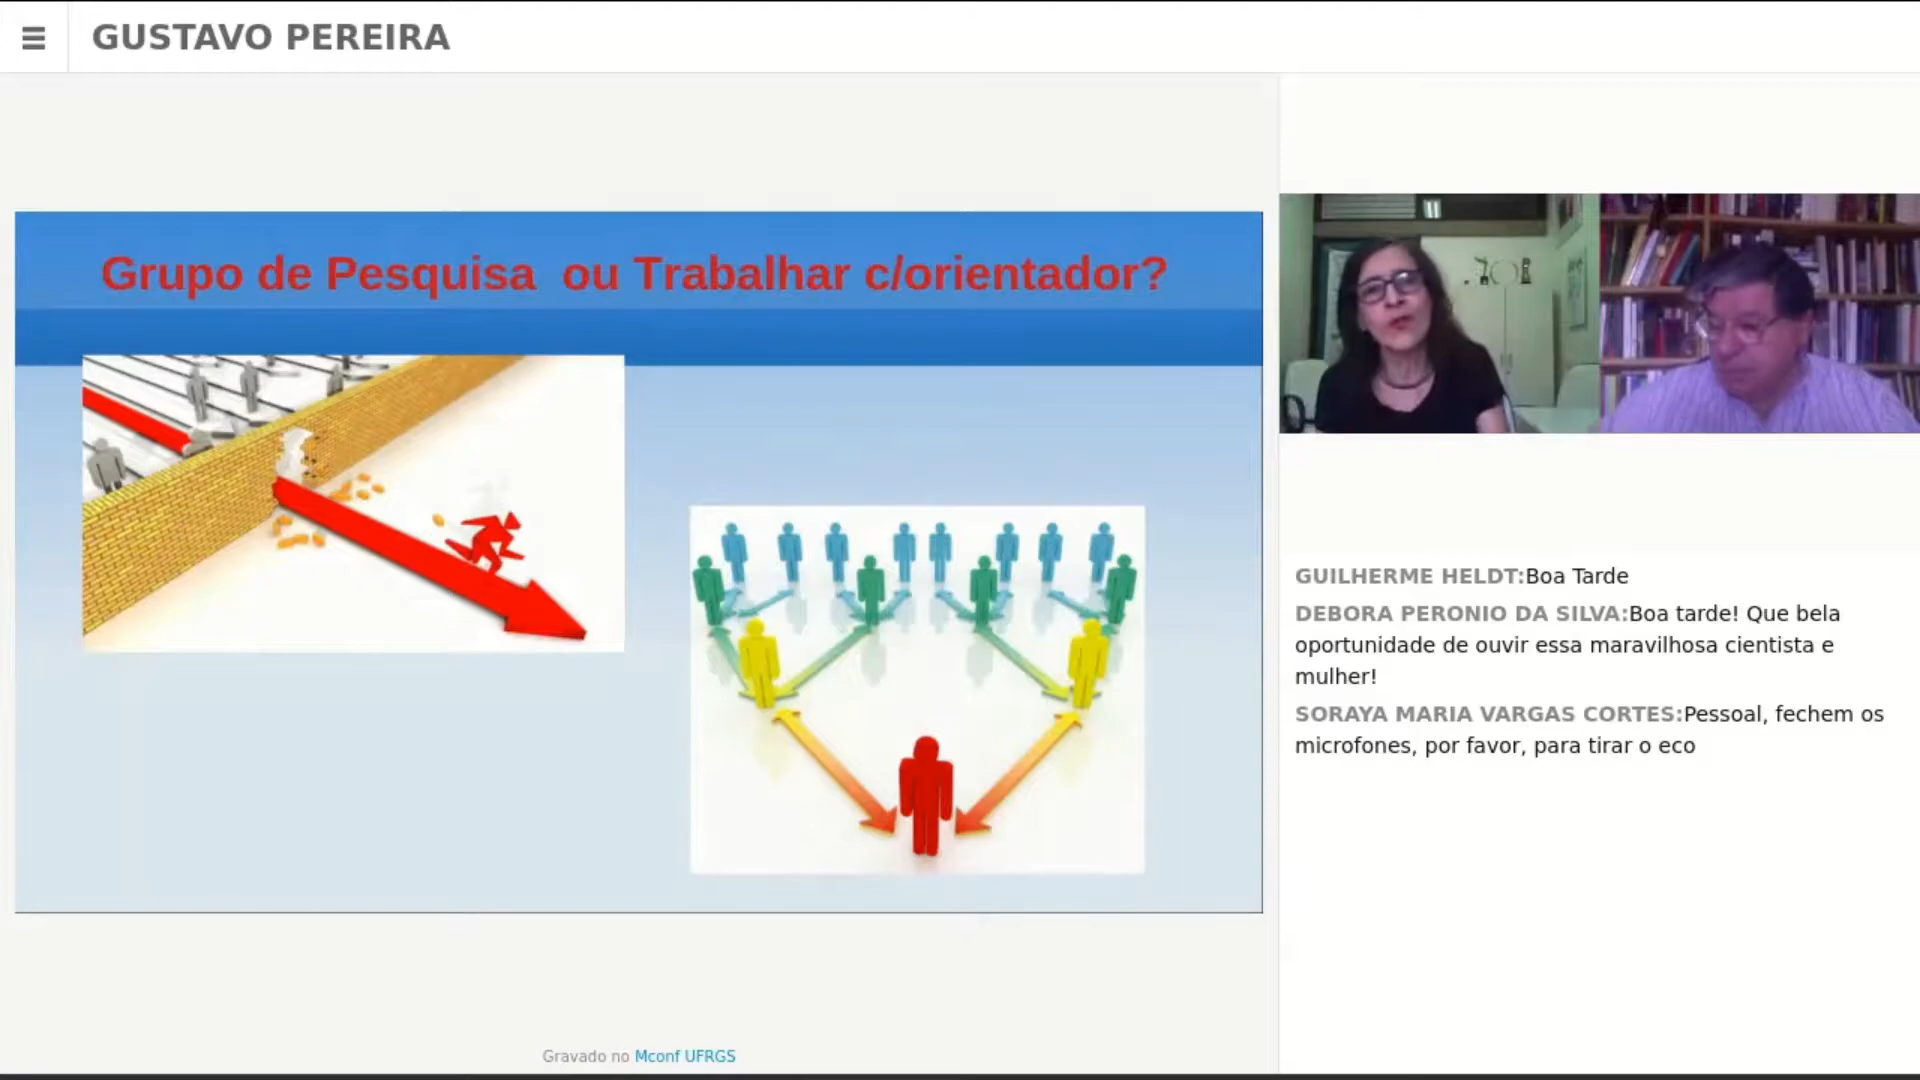 GUSTAVO PEREIRA
Grupo de Pesquisa  ou Trabalhar c/orientador?
GUILHERME HELDT:Boa Tarde
DEBORA PERONIO DA SILVA:Boa tarde! Que bela
oportunidade de ouvir essa maravilhosa cientista e
mulher!
SORAYA MARIA VARGAS CORTES:Pessoal, fechem os
microfones, por favor, para tirar o eco
Gravado no Mconf UFRGS